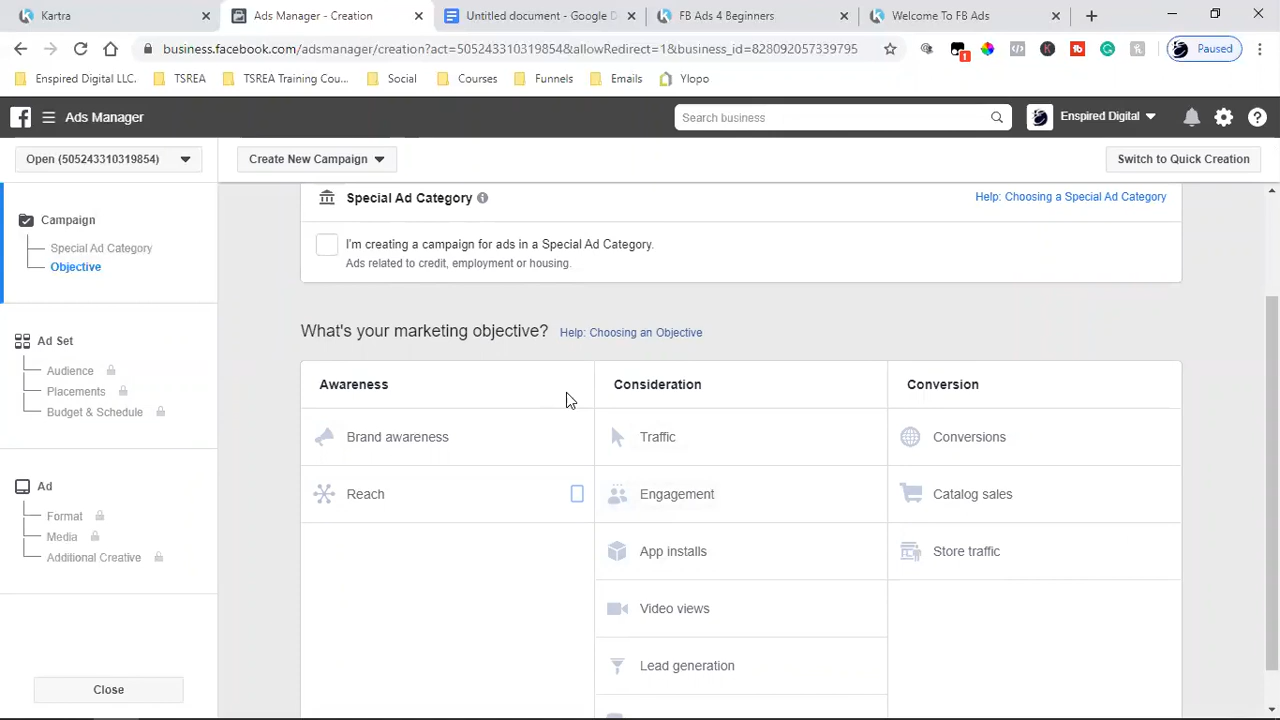 Kartra
Ads Manager - Creation
Untitled document - Google D
FB Ads 4 Beginners
Welcome To FB Ads
business.facebook.com/adsmanager/creation?act=505243310319854&allowRedirect=1&business_id=828092057339795
Paused
Enspired Digital LLC.
TSREA
TSREA Training Cou...
Social
Courses
Funnels
Emails
Ylopo
Ads Manager
Search business
Enspired Digital
Open (505243310319854)
Create New Campaign
Switch to Quick Creation
Campaign
Special Ad Category
Objective
Ad Set
Audience
Placements
Budget & Schedule
Ad
Format
Media
Additional Creative
Close
Special Ad Category
Help: Choosing a Special Ad Category
I'm creating a campaign for ads in a Special Ad Category.
Ads related to credit, employment or housing.
What's your marketing objective? Help: Choosing an Objective
Awareness
Consideration
Conversion
Brand awareness
Traffic
Conversions
Reach
Engagement
Catalog sales
App installs
Store traffic
Video views
Lead generation